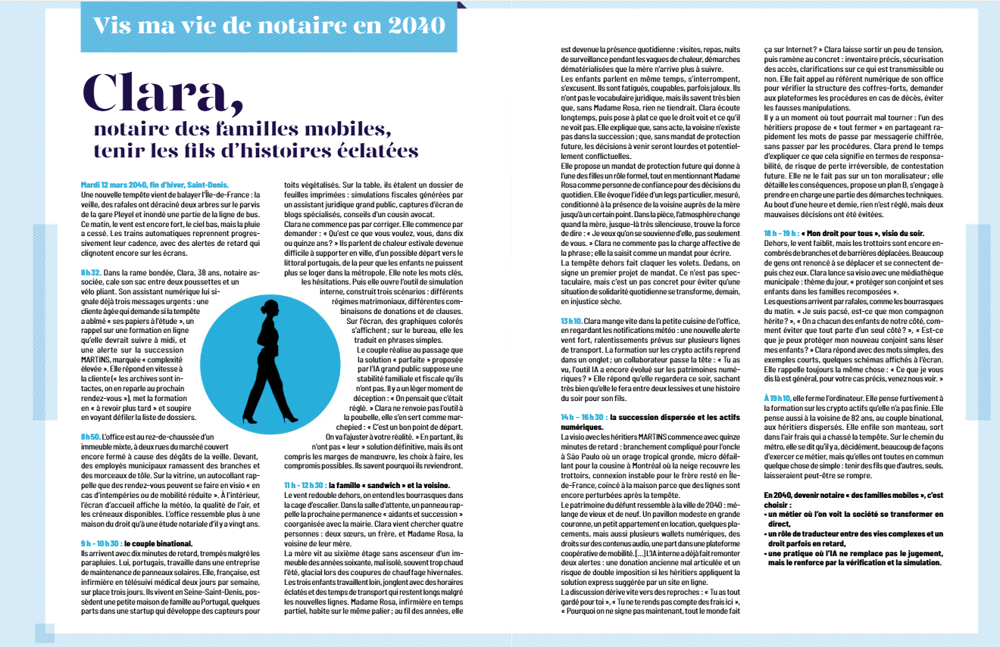 Vis ma vie de notaire en 2040
Clara,
notaire des familles mobiles,
tenir les fils d'histoires éclatées
Mardi 12 mars 2040, fin d'hiver, Saint-Denis.
Une nouvelle tempête vient de balayer l'Île-de-France : la
veille, des rafales ont déraciné deux arbres sur le parvis
de la gare Pleyel et inondé une partie de la ligne de bus.
Ce matin, le vent est encore fort, le ciel bas, mais la pluie
a cessé. Les trains automatiques reprennent progres-
sivement leur cadence, avec des alertes de retard qui
clignotent encore sur les écrans.
8h32. Dans la rame bondée, Clara, 38 ans, notaire as-
sociée, cale son sac entre deux poussettes et un
vélo pliant. Son assistant numérique lui si-
gnale déjà trois messages urgents : une
cliente âgée qui demande si la tempête
a abîmé « ses papiers à l'étude », un
rappel sur une formation en ligne
qu'elle devrait suivre à midi, et
une alerte sur la succession
MARTINS, marquée « complexité
élevée ». Elle répond en vitesse à
la cliente (« les archives sont in-
tactes, on en reparle au prochain
rendez-vous »), met la formation
en « à revoir plus tard » et soupire
en voyant défiler la liste de dossiers.
8h50. L'office est au rez-de-chaussée d'un
immeuble mixte, à deux rues du marché couvert
encore fermé à cause des dégâts de la veille. Devant,
des employés municipaux ramassent des branches et
des morceaux de tôle. Sur la vitrine, un autocollant rap-
pelle que des rendez-vous peuvent se faire en visio « en
cas d'intempéries ou de mobilité réduite ». À l'intérieur,
l'écran d'accueil affiche la météo, la qualité de l'air, et
les créneaux disponibles. L'office ressemble plus à une
maison du droit qu'à une étude notariale d'il y a vingt ans.
9h - 10h30 : le couple binational.
Ils arrivent avec dix minutes de retard, trempés malgré les
parapluies. Lui, portugais, travaille dans une entreprise
de maintenance de panneaux solaires. Elle, française, est
infirmière en télésuivi médical deux jours par semaine,
sur place trois jours. Ils vivent en Seine-Saint-Denis, pos-
sèdent une petite maison de famille au Portugal, quelques
parts dans une startup qui développe des capteurs pour
toits végétalisés. Sur la table, ils étalent un dossier de
feuilles imprimées : simulations fiscales générées par
un assistant juridique grand public, captures d'écran de
blogs spécialisés, conseils d'un cousin avocat.
Clara ne commence pas par corriger. Elle commence par
demander : « Qu'est ce que vous voulez, vous, dans dix
ou quinze ans ? » Ils parlent de chaleur estivale devenue
difficile à supporter en ville, d'un possible départ vers le
littoral portugais, de la peur que les enfants ne puissent
plus se loger dans la métropole. Elle note les mots clés,
les hésitations. Puis elle ouvre l'outil de simulation
interne, construit trois scénarios : différents
régimes matrimoniaux, différentes com-
binaisons de donations et de clauses.
Sur l'écran, des graphiques colorés
s'affichent ; sur le bureau, elle les
traduit en phrases simples.
Le couple réalise au passage que
la solution « parfaite » proposée
par l'IA grand public suppose une
stabilité familiale et fiscale qu'ils
n'ont pas. Il y a un léger moment de
déception : « On pensait que c'était
réglé. » Clara ne renvoie pas l'outil à
la poubelle, elle s'en sert comme mar-
chepied : « C'est un bon point de départ.
On va l'ajuster à votre réalité. » En partant, ils
n'ont pas « leur » solution définitive, mais ils ont
compris les marges de manœuvre, les choix à faire, les
compromis possibles. Ils savent pourquoi ils reviendront.
11h - 12h30 : la famille « sandwich » et la voisine.
Le vent redouble dehors, on entend les bourrasques dans
la cage d'escalier. Dans la salle d'attente, un panneau rap-
pelle la prochaine permanence « aidants et succession »
coorganisée avec la mairie. Clara vient chercher quatre
personnes : deux sœurs, un frère, et Madame Rosa, la
voisine de leur mère.
La mère vit au sixième étage sans ascenseur d'un im-
meuble des années soixante, mal isolé, souvent trop chaud
l'été, glacial lors des coupures de chauffage hivernales.
Les trois enfants travaillent loin, jonglent avec des horaires
éclatés et des temps de transport qui restent longs malgré
les nouvelles lignes. Madame Rosa, infirmière en temps
partiel, habite sur le même palier ; au fil des années, elle
est devenue la présence quotidienne : visites, repas, nuits
de surveillance pendant les vagues de chaleur, démarches
dématérialisées que la mère n'arrive plus à suivre.
Les enfants parlent en même temps, s'interrompent,
s'excusent. Ils sont fatigués, coupables, parfois jaloux. Ils
n'ont pas le vocabulaire juridique, mais ils savent très bien
que, sans Madame Rosa, rien ne tiendrait. Clara écoute
longtemps, puis pose à plat ce que le droit voit et ce qu'il
ne voit pas. Elle explique que, sans acte, la voisine n'existe
pas dans la succession ; que, sans mandat de protection
future, les décisions à venir seront lourdes et potentiel-
lement conflictuelles.
Elle propose un mandat de protection future qui donne à
l'une des filles un rôle formel, tout en mentionnant Madame
Rosa comme personne de confiance pour des décisions du
quotidien. Elle évoque l'idée d'un legs particulier, mesuré,
conditionné à la présence de la voisine auprès de la mère
jusqu'à un certain point. Dans la pièce, l'atmosphère change
quand la mère, jusque-là très silencieuse, trouve la force
de dire : « Je veux qu'on se souvienne d'elle, pas seulement
de vous. » Clara ne commente pas la charge affective de
la phrase ; elle la saisit comme un mandat pour écrire.
La tempête dehors fait claquer les volets. Dedans, on
signe un premier projet de mandat. Ce n'est pas spec-
taculaire, mais c'est un pas concret pour éviter qu'une
situation de solidarité quotidienne se transforme, demain,
en injustice sèche.
13h10. Clara mange vite dans la petite cuisine de l'office,
en regardant les notifications météo : une nouvelle alerte
vent fort, ralentissements prévus sur plusieurs lignes
de transport. La formation sur les crypto actifs reprend
dans un onglet ; un collaborateur passe la tête : « Tu as
vu, l'outil IA a encore évolué sur les patrimoines numé-
riques ? » Elle répond qu'elle regardera ce soir, sachant
très bien qu'elle le fera entre deux lessives et une histoire
du soir pour son fils.
14h - 16h30 : la succession dispersée et les actifs
numériques.
La visio avec les héritiers MARTINS commence avec quinze
minutes de retard : branchement compliqué pour l'oncle
à São Paulo où un orage tropical gronde, micro défail-
lant pour la cousine à Montréal où la neige recouvre les
trottoirs, connexion instable pour le frère resté en Île-
de-France, coincé à la maison parce que des lignes sont
encore perturbées après la tempête.
Le patrimoine du défunt ressemble à la ville de 2040 : mé-
lange de vieux et de neuf. Un pavillon modeste en grande
couronne, un petit appartement en location, quelques pla-
cements, mais aussi plusieurs wallets numériques, des
droits sur des contenus audio, une part dans une plateforme
coopérative de mobilité. [...] L'IA interne a déjà fait remonter
deux alertes : une donation ancienne mal articulée et un
risque de double imposition si les héritiers appliquent la
solution express suggérée par un site en ligne.
La discussion dérive vite vers des reproches : « Tu as tout
gardé pour toi », « Tu ne te rends pas compte des frais ici »,
« Pourquoi on ne signe pas maintenant, tout le monde fait
ça sur Internet ? » Clara laisse sortir un peu de tension,
puis ramène au concret : inventaire précis, sécurisation
des accès, clarifications sur ce qui est transmissible ou
non. Elle fait appel au référent numérique de son office
pour vérifier la structure des coffres-forts, demander
aux plateformes les procédures en cas de décès, éviter
les fausses manipulations.
Il y a un moment où tout pourrait mal tourner : l'un des
héritiers propose de « tout fermer » en partageant ra-
pidement les mots de passe par messagerie chiffrée,
sans passer par les procédures. Clara prend le temps
d'expliquer ce que cela signifie en termes de responsa-
bilité, de risque de perte irréversible, de contestation
future. Elle ne le fait pas sur un ton moralisateur ; elle
détaille les conséquences, propose un plan B, s'engage à
prendre en charge une partie des démarches techniques.
Au bout d'une heure et demie, rien n'est réglé, mais deux
mauvaises décisions ont été évitées.
18h - 19h : « Mon droit pour tous », visio du soir.
Dehors, le vent faiblit, mais les trottoirs sont encore en-
combrés de branches et de barrières déplacées. Beaucoup
de gens ont renoncé à se déplacer et se connectent de-
puis chez eux. Clara lance sa visio avec une médiathèque
municipale : thème du jour, « protéger son conjoint et ses
enfants dans les familles recomposées ».
Les questions arrivent par rafales, comme les bourrasques
du matin. « Je suis pacsé, est-ce que mon compagnon
hérite ? », « On a chacun des enfants de notre côté, com-
ment éviter que tout parte d'un seul côté ? », « Est-ce
que je peux protéger mon nouveau conjoint sans léser
mes enfants ? » Clara répond avec des mots simples, des
exemples courts, quelques schémas affichés à l'écran.
Elle rappelle toujours la même chose : « Ce que je vous
dis là est général, pour votre cas précis, venez nous voir. »
À 19h10, elle ferme l'ordinateur. Elle pense furtivement à
la formation sur les crypto actifs qu'elle n'a pas finie. Elle
pense aussi à la voisine de 82 ans, au couple binational,
aux héritiers dispersés. Elle enfile son manteau, sort
dans l'air frais qui a chassé la tempête. Sur le chemin du
métro, elle se dit qu'il y a, décidément, beaucoup de façons
d'exercer ce métier, mais qu'elles ont toutes en commun
quelque chose de simple : tenir des fils que d'autres, seuls,
laisseraient peut-être se rompre.
En 2040, devenir notaire « des familles mobiles », c'est
choisir :
• un métier où l'on voit la société se transformer en
direct,
• un rôle de traducteur entre des vies complexes et un
droit parfois en retard,
• une pratique où l'IA ne remplace pas le jugement,
mais le renforce par la vérification et la simulation.